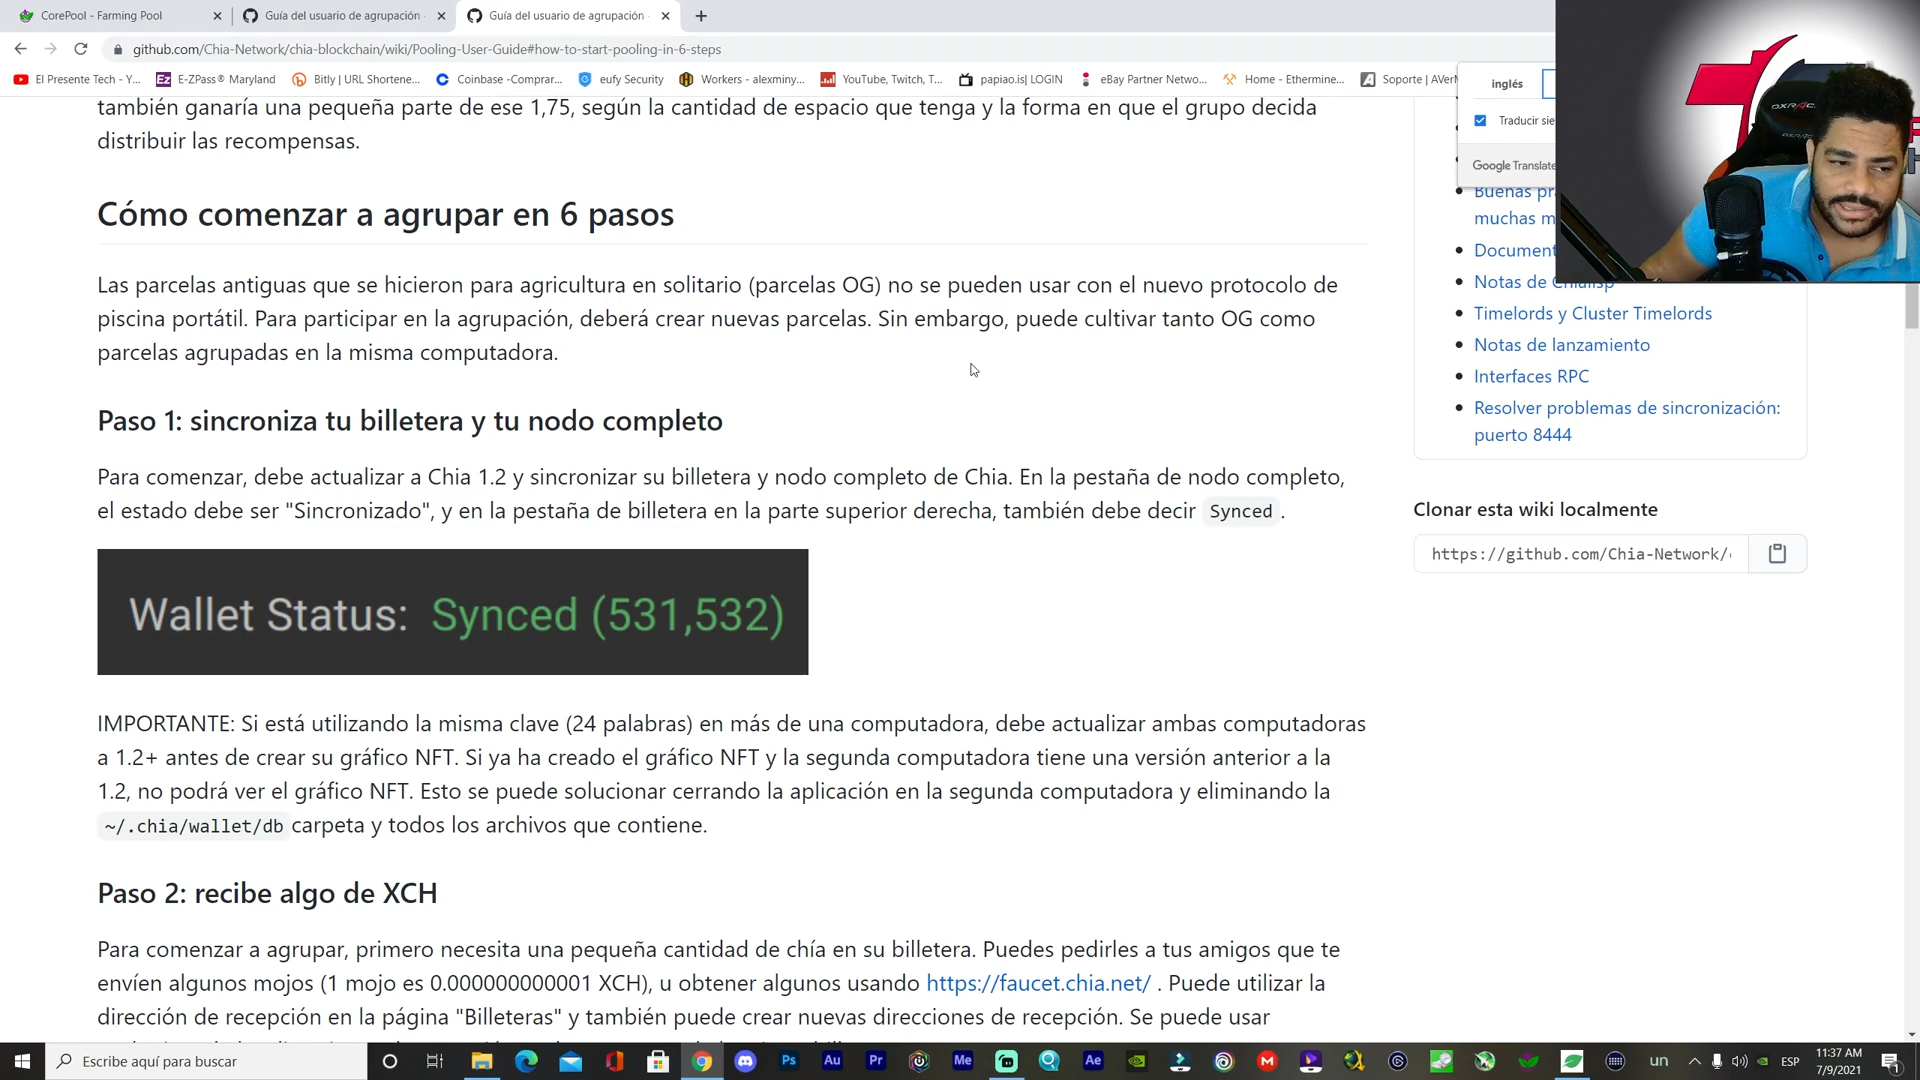 CorePool - Farming Pool
Guía del usuario de agrupación
Guía del usuario de agrupación
github.com/Chia-Network/chia-blockchain/wiki/Pooling-User-Guide#how-to-start-pooling-in-6-steps
El Presente Tech - Y...
E-ZPass® Maryland
Bitly | URL Shortene...
Coinbase -Comprar...
eufy Security
Workers - alexminy...
YouTube, Twitch, T...
papiao.is| LOGIN
eBay Partner Netwo...
Home - Ethermine...
Soporte | AVerM
inglés
Traducir sie
Google Translate
también ganaría una pequeña parte de ese 1,75, según la cantidad de espacio que tenga y la forma en que el grupo decida
distribuir las recompensas.
Cómo comenzar a agrupar en 6 pasos
Las parcelas antiguas que se hicieron para agricultura en solitario (parcelas OG) no se pueden usar con el nuevo protocolo de
piscina portátil. Para participar en la agrupación, deberá crear nuevas parcelas. Sin embargo, puede cultivar tanto OG como
parcelas agrupadas en la misma computadora.
Paso 1: sincroniza tu billetera y tu nodo completo
Para comenzar, debe actualizar a Chia 1.2 y sincronizar su billetera y nodo completo de Chia. En la pestaña de nodo completo,
el estado debe ser "Sincronizado", y en la pestaña de billetera en la parte superior derecha, también debe decir Synced .
Wallet Status: Synced (531,532)
IMPORTANTE: Si está utilizando la misma clave (24 palabras) en más de una computadora, debe actualizar ambas computadoras
a 1.2+ antes de crear su gráfico NFT. Si ya ha creado el gráfico NFT y la segunda computadora tiene una versión anterior a la
1.2, no podrá ver el gráfico NFT. Esto se puede solucionar cerrando la aplicación en la segunda computadora y eliminando la
~/.chia/wallet/db carpeta y todos los archivos que contiene.
Paso 2: recibe algo de XCH
Para comenzar a agrupar, primero necesita una pequeña cantidad de chía en su billetera. Puedes pedirles a tus amigos que te
envíen algunos mojos (1 mojo es 0.000000000001 XCH), u obtener algunos usando https://faucet.chia.net/ . Puede utilizar la
dirección de recepción en la página "Billeteras" y también puede crear nuevas direcciones de recepción. Se puede usar
Buenas pr
muchas m
Document
Notas de Chialisp
Timelords y Cluster Timelords
Notas de lanzamiento
Interfaces RPC
Resolver problemas de sincronización:
puerto 8444
Clonar esta wiki localmente
https://github.com/Chia-Network/
Escribe aquí para buscar
Ps
Au
Pr
Me
Ae
un
ESP
11:37 AM
7/9/2021
1